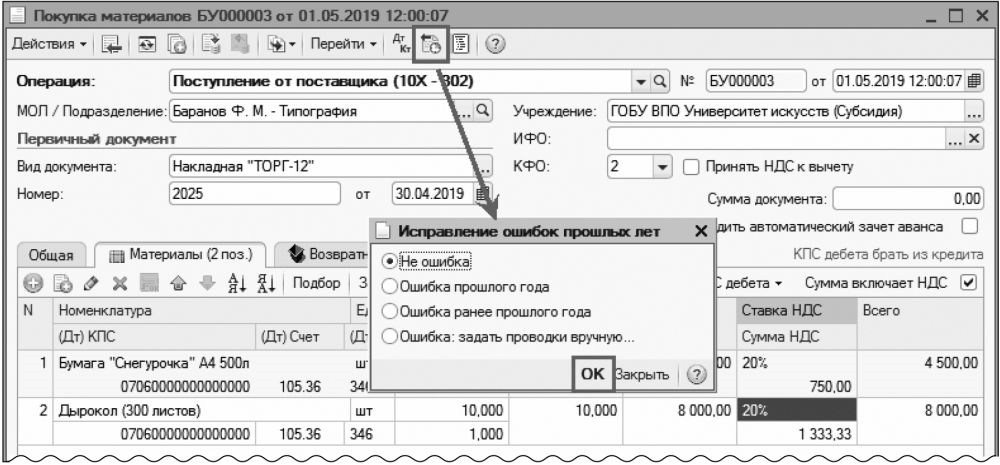 Покупка материалов БУ000003 от 01.05.2019 12:00:07
Действия Перейти Дт Кт
Операция: Поступление от поставщика (10X - 302) № БУ000003 от 01.05.2019 12:00:07
МОЛ / Подразделение: Баранов Ф. М. - Типография ... Учреждение: ГОБУ ВПО Университет искусств (Субсидия) ...
Первичный документ ИФО: ...
Вид документа: Накладная "ТОРГ-12" КФО: 2 Принять НДС к вычету
Номер: 2025 от 30.04.2019 Сумма документа: 0,00
Исправление ошибок прошлых лет
дить автоматический зачет аванса
Общая Материалы (2 поз.) Возвратн КПС дебета брать из кредита
Не ошибка
Ошибка прошлого года
Ошибка ранее прошлого года
Ошибка: задать проводки вручную...
OK Закрыть
Подбор З С дебета Сумма включает НДС
N Номенклатура Е Ставка НДС Всего
(Дт) КПС (Дт) Счет (Д Сумма НДС
1 Бумага "Снегурочка" А4 500л шт 00 20% 4 500,00
07060000000000000 105.36 346 750,00
2 Дырокол (300 листов) шт 10,000 10,000 8 000,00 20% 8 000,00
07060000000000000 105.36 346 1,000 1 333,33